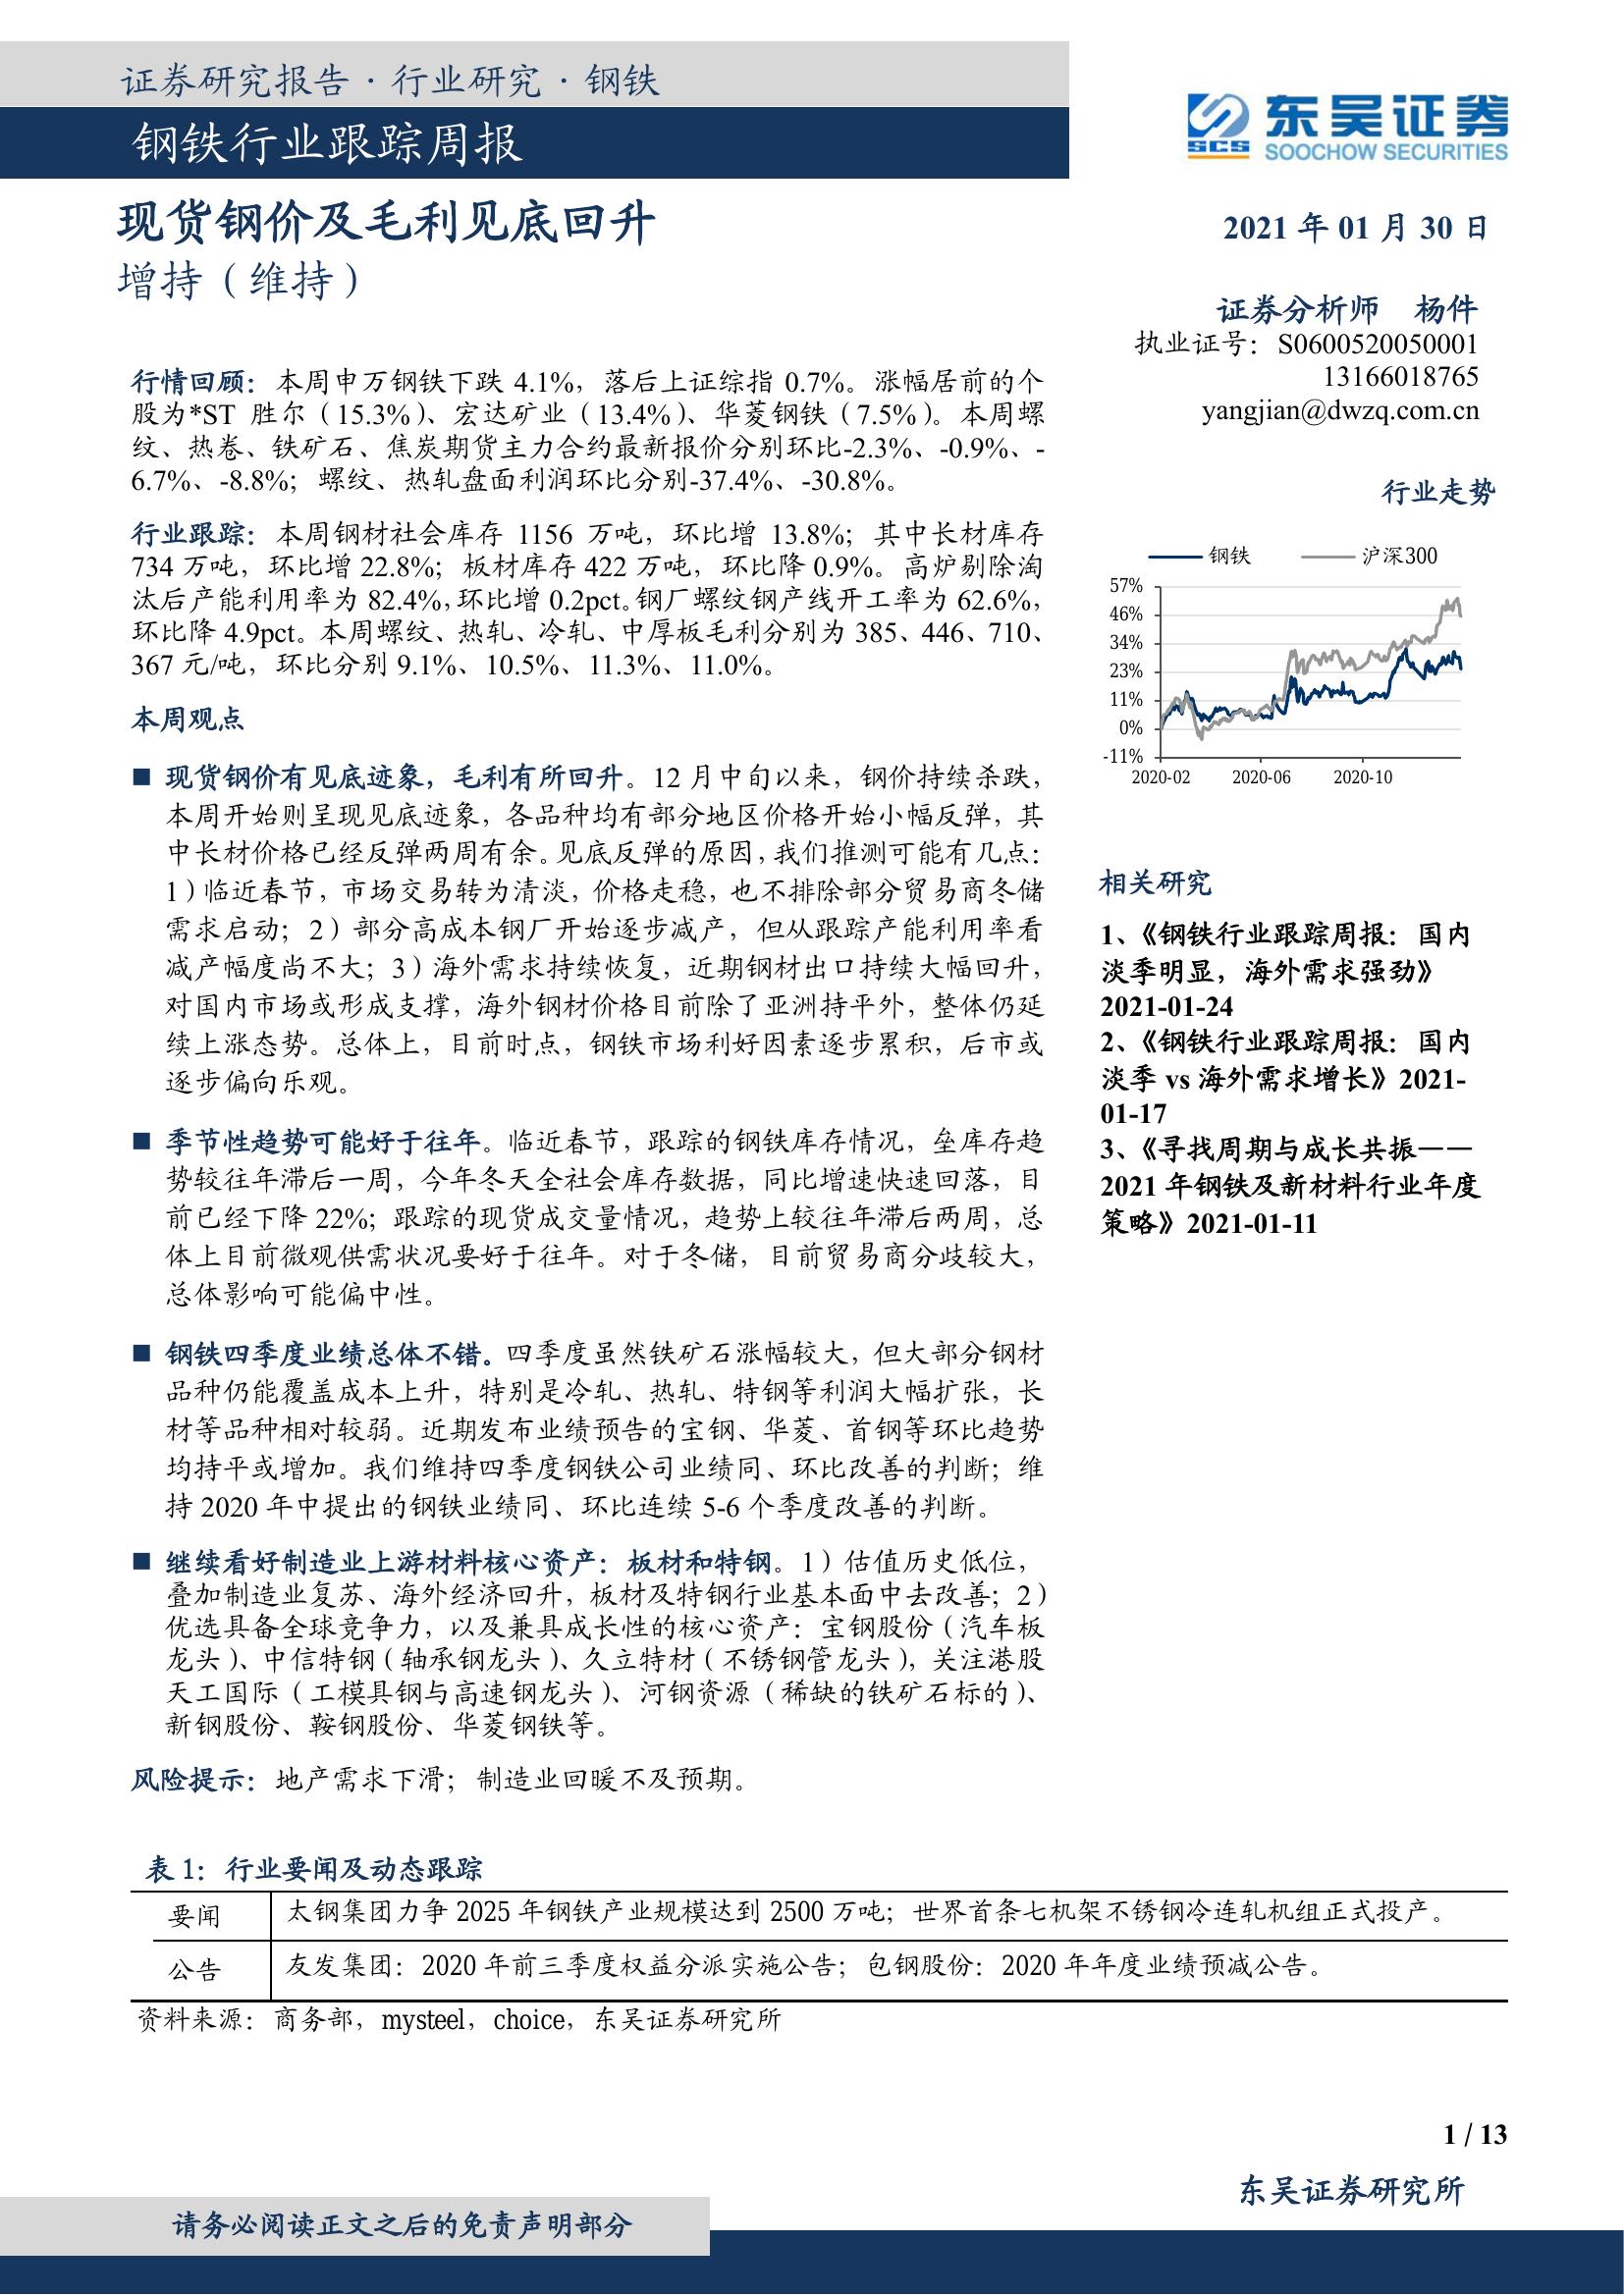 证券研究报告 · 行业研究 · 钢铁
钢铁行业跟踪周报
SCS
东吴证券
SOOCHOW SECURITIES
现货钢价及毛利见底回升
增持（维持）
2021 年 01 月 30 日
证券分析师 杨件
执业证号：S0600520050001
13166018765
yangjian@dwzq.com.cn
行情回顾：本周申万钢铁下跌 4.1%，落后上证综指 0.7%。涨幅居前的个
股为*ST 胜尔（15.3%）、宏达矿业（13.4%）、华菱钢铁（7.5%）。本周螺
纹、热卷、铁矿石、焦炭期货主力合约最新报价分别环比-2.3%、-0.9%、-
6.7%、-8.8%；螺纹、热轧盘面利润环比分别-37.4%、-30.8%。
行业跟踪：本周钢材社会库存 1156 万吨，环比增 13.8%；其中长材库存
734 万吨，环比增 22.8%；板材库存 422 万吨，环比降 0.9%。高炉剔除淘
汰后产能利用率为 82.4%，环比增 0.2pct。钢厂螺纹钢产线开工率为 62.6%，
环比降 4.9pct。本周螺纹、热轧、冷轧、中厚板毛利分别为 385、446、710、
367 元/吨，环比分别 9.1%、10.5%、11.3%、11.0%。
本周观点
■ 现货钢价有见底迹象，毛利有所回升。12 月中旬以来，钢价持续杀跌，
本周开始则呈现见底迹象，各品种均有部分地区价格开始小幅反弹，其
中长材价格已经反弹两周有余。见底反弹的原因，我们推测可能有几点：
1）临近春节，市场交易转为清淡，价格走稳，也不排除部分贸易商冬储
需求启动；2）部分高成本钢厂开始逐步减产，但从跟踪产能利用率看
减产幅度尚不大；3）海外需求持续恢复，近期钢材出口持续大幅回升，
对国内市场或形成支撑，海外钢材价格目前除了亚洲持平外，整体仍延
续上涨态势。总体上，目前时点，钢铁市场利好因素逐步累积，后市或
逐步偏向乐观。
■ 季节性趋势可能好于往年。临近春节，跟踪的钢铁库存情况，垒库存趋
势较往年滞后一周，今年冬天全社会库存数据，同比增速快速回落，目
前已经下降 22%；跟踪的现货成交量情况，趋势上较往年滞后两周，总
体上目前微观供需状况要好于往年。对于冬储，目前贸易商分歧较大，
总体影响可能偏中性。
■ 钢铁四季度业绩总体不错。四季度虽然铁矿石涨幅较大，但大部分钢材
品种仍能覆盖成本上升，特别是冷轧、热轧、特钢等利润大幅扩张，长
材等品种相对较弱。近期发布业绩预告的宝钢、华菱、首钢等环比趋势
均持平或增加。我们维持四季度钢铁公司业绩同、环比改善的判断；维
持 2020 年中提出的钢铁业绩同、环比连续 5-6 个季度改善的判断。
■ 继续看好制造业上游材料核心资产：板材和特钢。1）估值历史低位，
叠加制造业复苏、海外经济回升，板材及特钢行业基本面中去改善；2）
优选具备全球竞争力，以及兼具成长性的核心资产：宝钢股份（汽车板
龙头）、中信特钢（轴承钢龙头）、久立特材（不锈钢管龙头），关注港股
天工国际（工模具钢与高速钢龙头）、河钢资源（稀缺的铁矿石标的）、
新钢股份、鞍钢股份、华菱钢铁等。
风险提示：地产需求下滑；制造业回暖不及预期。
行业走势
钢铁 沪深300
57%
46%
34%
23%
11%
0%
-11%
2020-02 2020-06 2020-10
相关研究
1、《钢铁行业跟踪周报：国内
淡季明显，海外需求强劲》
2021-01-24
2、《钢铁行业跟踪周报：国内
淡季 vs 海外需求增长》2021-
01-17
3、《寻找周期与成长共振——
2021 年钢铁及新材料行业年度
策略》2021-01-11
表 1：行业要闻及动态跟踪
要闻 太钢集团力争 2025 年钢铁产业规模达到 2500 万吨；世界首条七机架不锈钢冷连轧机组正式投产。
公告 友发集团：2020 年前三季度权益分派实施公告；包钢股份：2020 年年度业绩预减公告。
资料来源：商务部，mysteel，choice，东吴证券研究所
1 / 13
东吴证券研究所
请务必阅读正文之后的免责声明部分